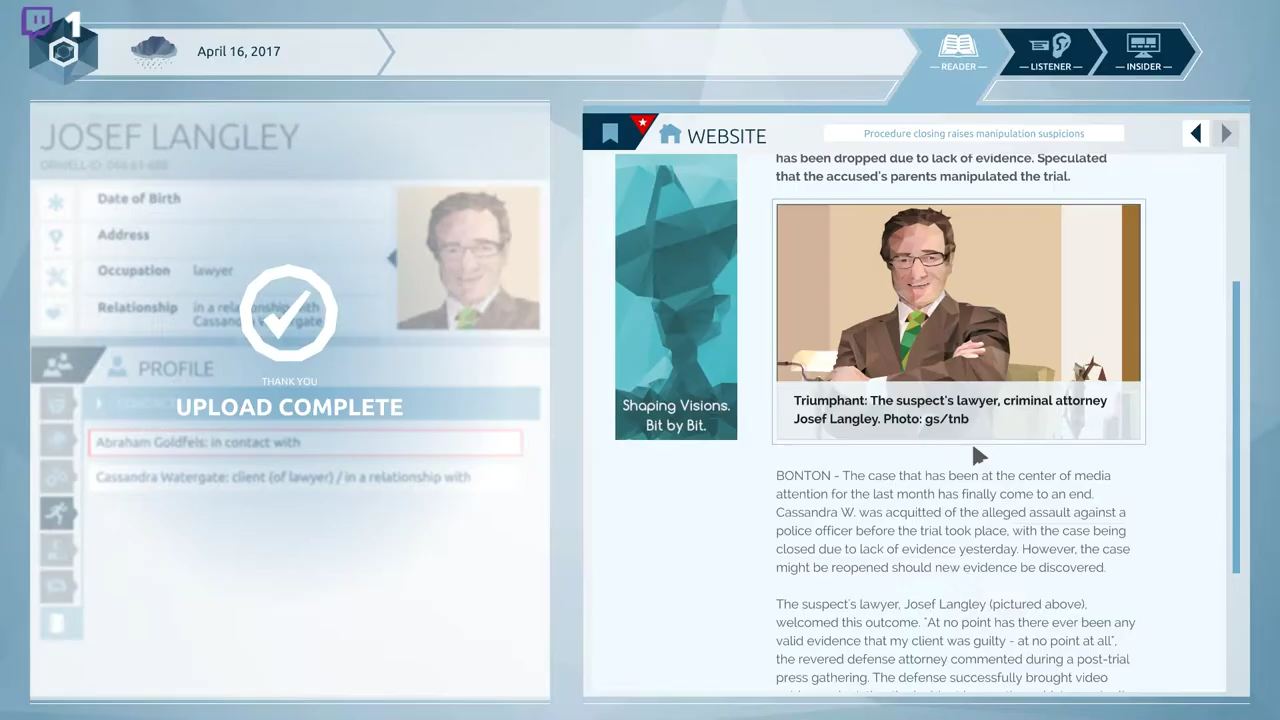 1
April 16, 2017
READER
LISTENER
INSIDER
JOSEF LANGLEY
Date of Birth
Address
Occupation lawyer
Relationship in a relationship with
Cassandra Watergate
PROFILE
THANK YOU
UPLOAD COMPLETE
Abraham Goldfels: in contact with
Cassandra Watergate: client (of lawyer) / in a relationship with
WEBSITE
Procedure closing raises manipulation suspicions
has been dropped due to lack of evidence. Speculated
that the accused's parents manipulated the trial.
Shaping Visions.
Bit by Bit.
Triumphant: The suspect's lawyer, criminal attorney
Josef Langley. Photo: gs/tnb
BONTON - The case that has been at the center of media
attention for the last month has finally come to an end.
Cassandra W. was acquitted of the alleged assault against a
police officer before the trial took place, with the case being
closed due to lack of evidence yesterday. However, the case
might be reopened should new evidence be discovered.
The suspect's lawyer, Josef Langley (pictured above),
welcomed this outcome. "At no point has there ever been any
valid evidence that my client was guilty - at no point at all",
the revered defense attorney commented during a post-trial
press gathering. The defense successfully brought video